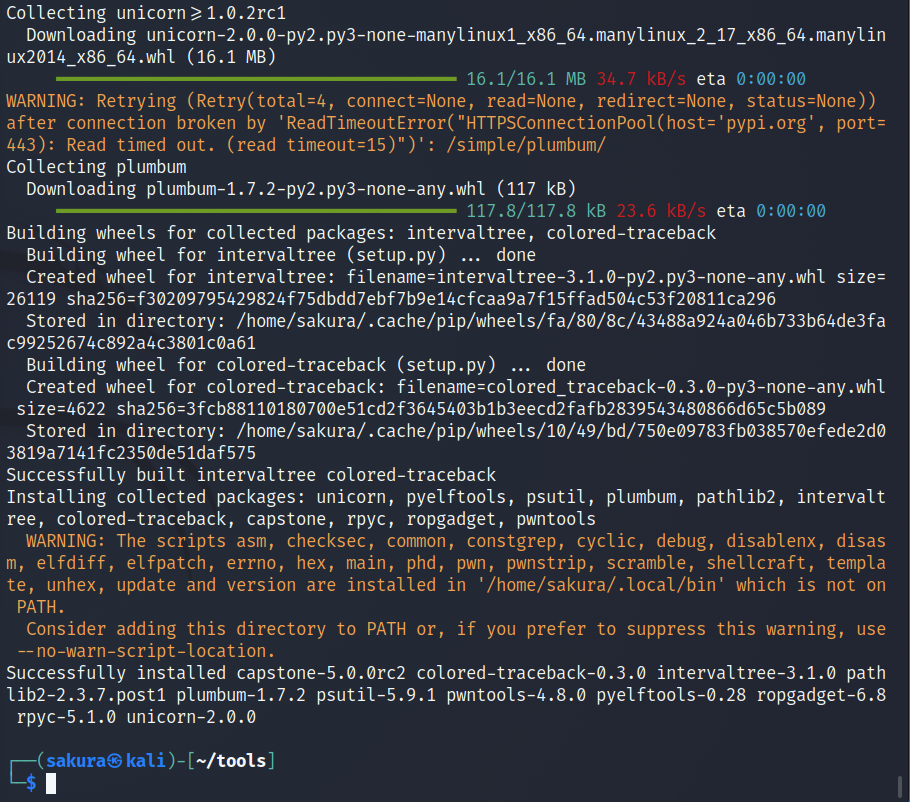 Collecting unicorn>=1.0.2rc1
  Downloading unicorn-2.0.0-py2.py3-none-manylinux1_x86_64.manylinux_2_17_x86_64.manylin
ux2014_x86_64.whl (16.1 MB)
16.1/16.1 MB 34.7 kB/s eta 0:00:00
WARNING: Retrying (Retry(total=4, connect=None, read=None, redirect=None, status=None))
after connection broken by 'ReadTimeoutError("HTTPSConnectionPool(host='pypi.org', port=
443): Read timed out. (read timeout=15)")': /simple/plumbum/
Collecting plumbum
  Downloading plumbum-1.7.2-py2.py3-none-any.whl (117 kB)
117.8/117.8 kB 23.6 kB/s eta 0:00:00
Building wheels for collected packages: intervaltree, colored-traceback
  Building wheel for intervaltree (setup.py) ... done
  Created wheel for intervaltree: filename=intervaltree-3.1.0-py2.py3-none-any.whl size=
26119 sha256=f30209795429824f75dbdd7ebf7b9e14cfcaa9a7f15ffad504c53f20811ca296
  Stored in directory: /home/sakura/.cache/pip/wheels/fa/80/8c/43488a924a046b733b64de3fa
c99252674c892a4c3801c0a61
  Building wheel for colored-traceback (setup.py) ... done
  Created wheel for colored-traceback: filename=colored_traceback-0.3.0-py3-none-any.whl
 size=4622 sha256=3fcb88110180700e51cd2f3645403b1b3eecd2fafb2839543480866d65c5b089
  Stored in directory: /home/sakura/.cache/pip/wheels/10/49/bd/750e09783fb038570efede2d0
3819a7141fc2350de51daf575
Successfully built intervaltree colored-traceback
Installing collected packages: unicorn, pyelftools, psutil, plumbum, pathlib2, intervalt
ree, colored-traceback, capstone, rpyc, ropgadget, pwntools
  WARNING: The scripts asm, checksec, common, constgrep, cyclic, debug, disablenx, disas
m, elfdiff, elfpatch, errno, hex, main, phd, pwn, pwnstrip, scramble, shellcraft, templa
te, unhex, update and version are installed in '/home/sakura/.local/bin' which is not on
 PATH.
  Consider adding this directory to PATH or, if you prefer to suppress this warning, use
 --no-warn-script-location.
Successfully installed capstone-5.0.0rc2 colored-traceback-0.3.0 intervaltree-3.1.0 path
lib2-2.3.7.post1 plumbum-1.7.2 psutil-5.9.1 pwntools-4.8.0 pyelftools-0.28 ropgadget-6.8
 rpyc-5.1.0 unicorn-2.0.0
┌──(sakura㉿kali)-[~/tools]
└─$